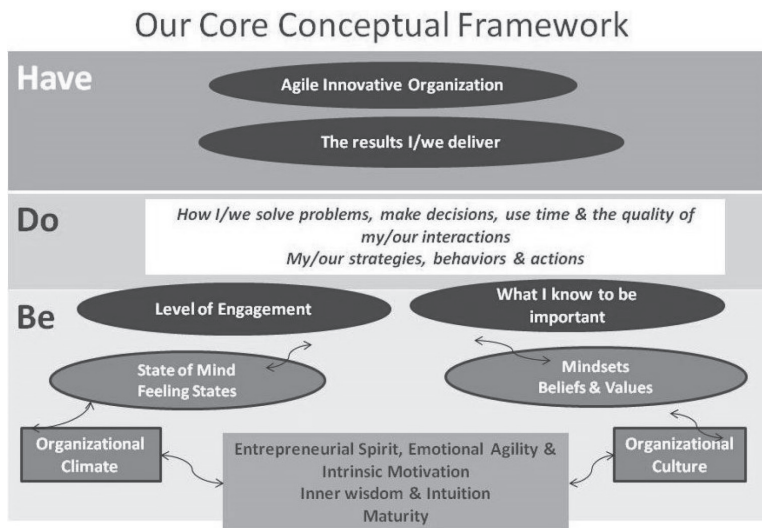 Our Core Conceptual Framework
Have
Agile Innovative Organization
The results I/we deliver
Do
How I/we solve problems, make decisions, use time & the quality of
my/our interactions
My/our strategies, behaviors & actions
Be
Level of Engagement
What I know to be
important
State of Mind
Feeling States
Mindsets
Beliefs & Values
Organizational
Climate
Entrepreneurial Spirit, Emotional Agility &
Intrinsic Motivation
Inner wisdom & Intuition
Maturity
Organizational
Culture